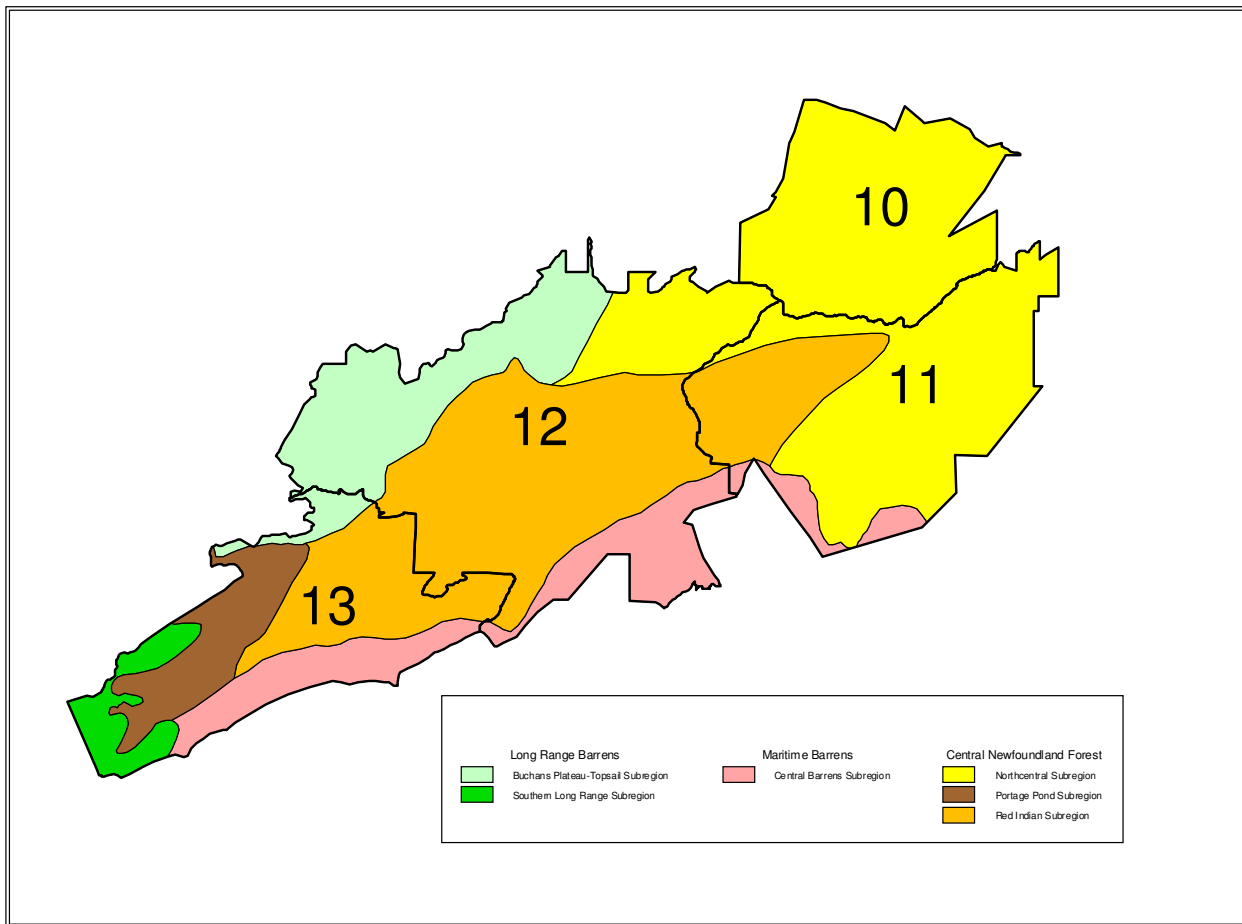 10
11
12
13
Long Range Barrens
Buchans Plateau-Topsail Subregion
Southern Long Range Subregion
Maritime Barrens
Central Barrens Subregion
Central Newfoundland Forest
Northcentral Subregion
Portage Pond Subregion
Red Indian Subregion